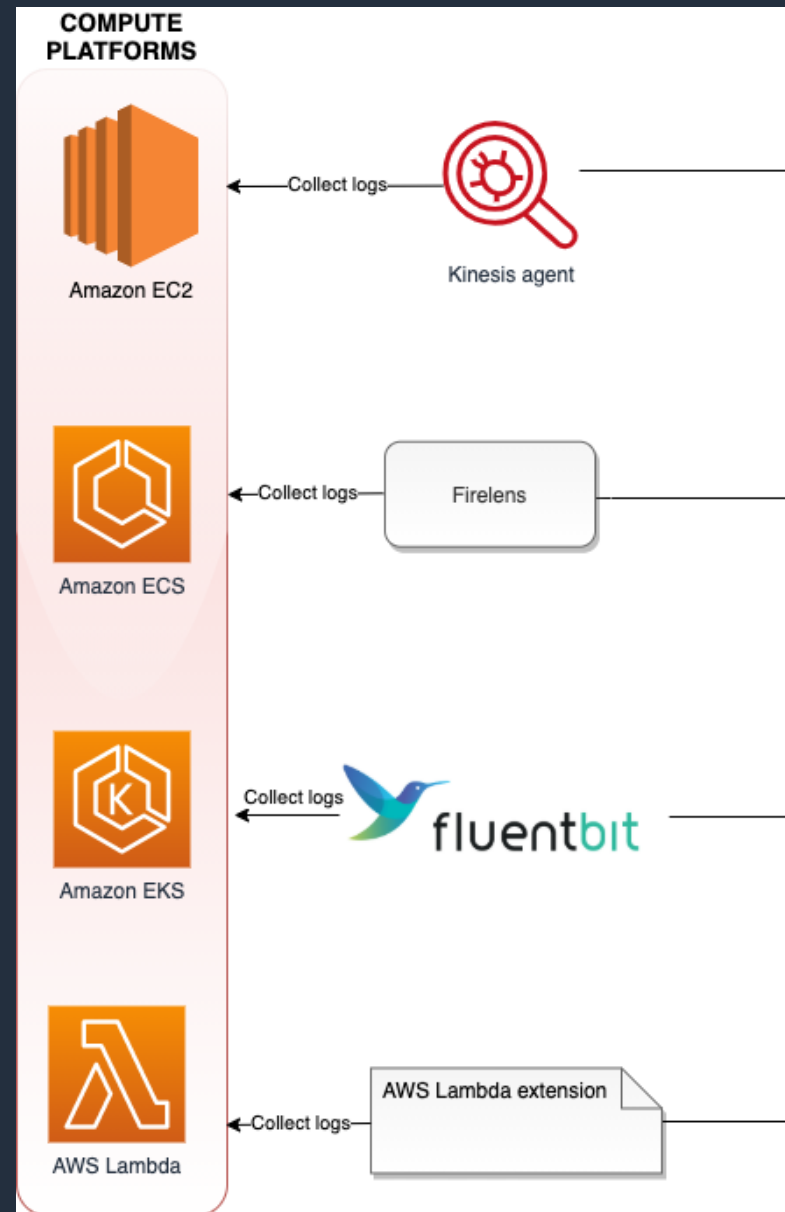 COMPUTE
PLATFORMS
Collect logs
Amazon EC2
Kinesis agent
Collect logs
Firelens
Amazon ECS
Collect logs
K
fluentbit
Amazon EKS
AWS Lambda extension
Collect logs
AWS Lambda